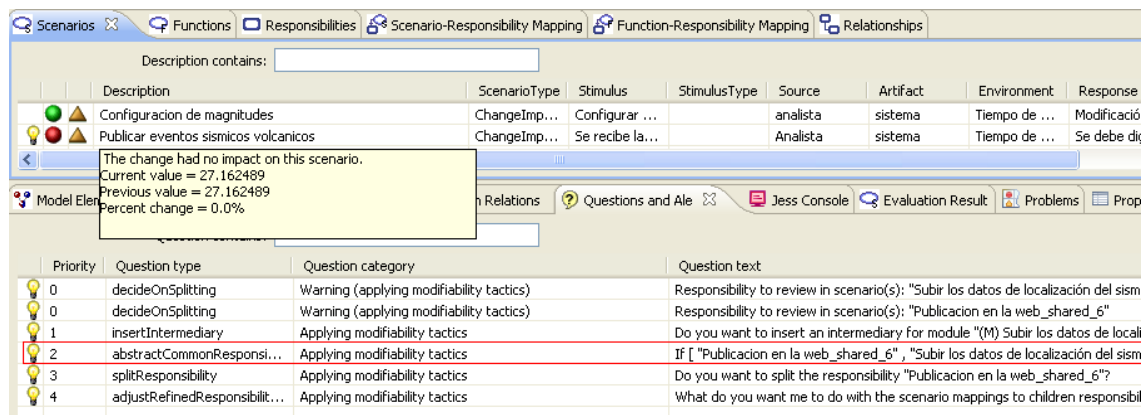 Scenarios Functions Responsibilities Scenario-Responsibility Mapping Function-Responsibility Mapping Relationships
Description contains:
Description ScenarioType Stimulus StimulusType Source Artifact Environment Response
Configuracion de magnitudes ChangeImp... Configurar ... analista sistema Tiempo de ... Modificació
Publicar eventos sismicos volcanicos ChangeImp... Se recibe la... Analista sistema Tiempo de ... Se debe dig
The change had no impact on this scenario.
Current value = 27.162489
Previous value = 27.162489
Percent change = 0.0%
Model Elem Relations Questions and Ale Jess Console Evaluation Result Problems Prop
Priority Question type Question category Question text
0 decideOnSplitting Warning (applying modifiability tactics) Responsibility to review in scenario(s): "Subir los datos de localización del sism
0 decideOnSplitting Warning (applying modifiability tactics) Responsibility to review in scenario(s): "Publicacion en la web_shared_6"
1 insertIntermediary Applying modifiability tactics Do you want to insert an intermediary for module "(M) Subir los datos de locali
2 abstractCommonResponsi... Applying modifiability tactics If [ "Publicacion en la web_shared_6" , "Subir los datos de localización del sism
3 splitResponsibility Applying modifiability tactics Do you want to split the responsibility "Publicacion en la web_shared_6"?
4 adjustRefinedResponsibilit... Applying modifiability tactics What do you want me to do with the scenario mappings to children responsibil